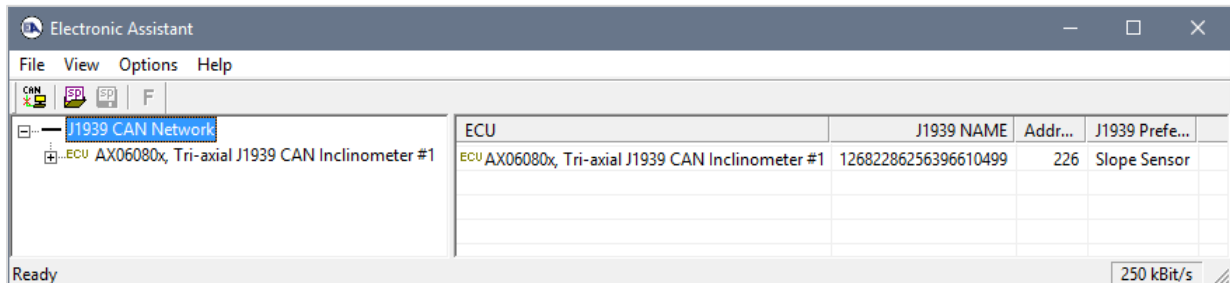 Electronic Assistant
File View Options Help
CAN SP SP F
J1939 CAN Network
ECU AX06080x, Tri-axial J1939 CAN Inclinometer #1
ECU J1939 NAME Addr... J1939 Prefe...
ECU AX06080x, Tri-axial J1939 CAN Inclinometer #1 12682286256396610499 226 Slope Sensor
Ready 250 kBit/s